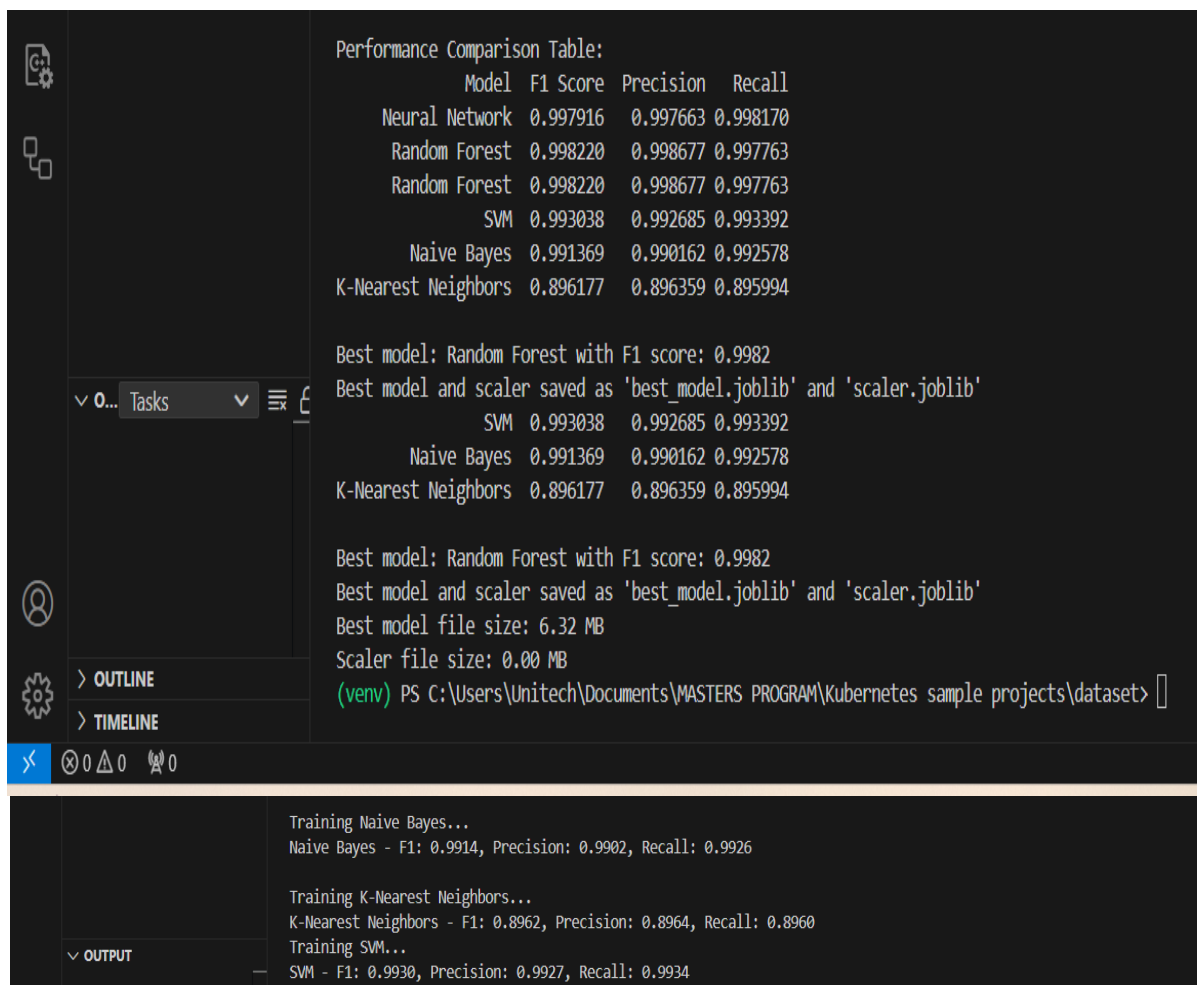 Performance Comparison Table:
Model F1 Score Precision Recall
Neural Network 0.997916 0.997663 0.998170
Random Forest 0.998220 0.998677 0.997763
Random Forest 0.998220 0.998677 0.997763
SVM 0.993038 0.992685 0.993392
Naive Bayes 0.991369 0.990162 0.992578
K-Nearest Neighbors 0.896177 0.896359 0.895994
Best model: Random Forest with F1 score: 0.9982
Best model and scaler saved as 'best_model.joblib' and 'scaler.joblib'
SVM 0.993038 0.992685 0.993392
Naive Bayes 0.991369 0.990162 0.992578
K-Nearest Neighbors 0.896177 0.896359 0.895994
Best model: Random Forest with F1 score: 0.9982
Best model and scaler saved as 'best_model.joblib' and 'scaler.joblib'
Best model file size: 6.32 MB
Scaler file size: 0.00 MB
(venv) PS C:\Users\Unitech\Documents\MASTERS PROGRAM\Kubernetes sample projects\dataset>
O... Tasks
OUTLINE
TIMELINE
0 0 0
Training Naive Bayes...
Naive Bayes - F1: 0.9914, Precision: 0.9902, Recall: 0.9926
Training K-Nearest Neighbors...
K-Nearest Neighbors - F1: 0.8962, Precision: 0.8964, Recall: 0.8960
Training SVM...
SVM - F1: 0.9930, Precision: 0.9927, Recall: 0.9934
OUTPUT